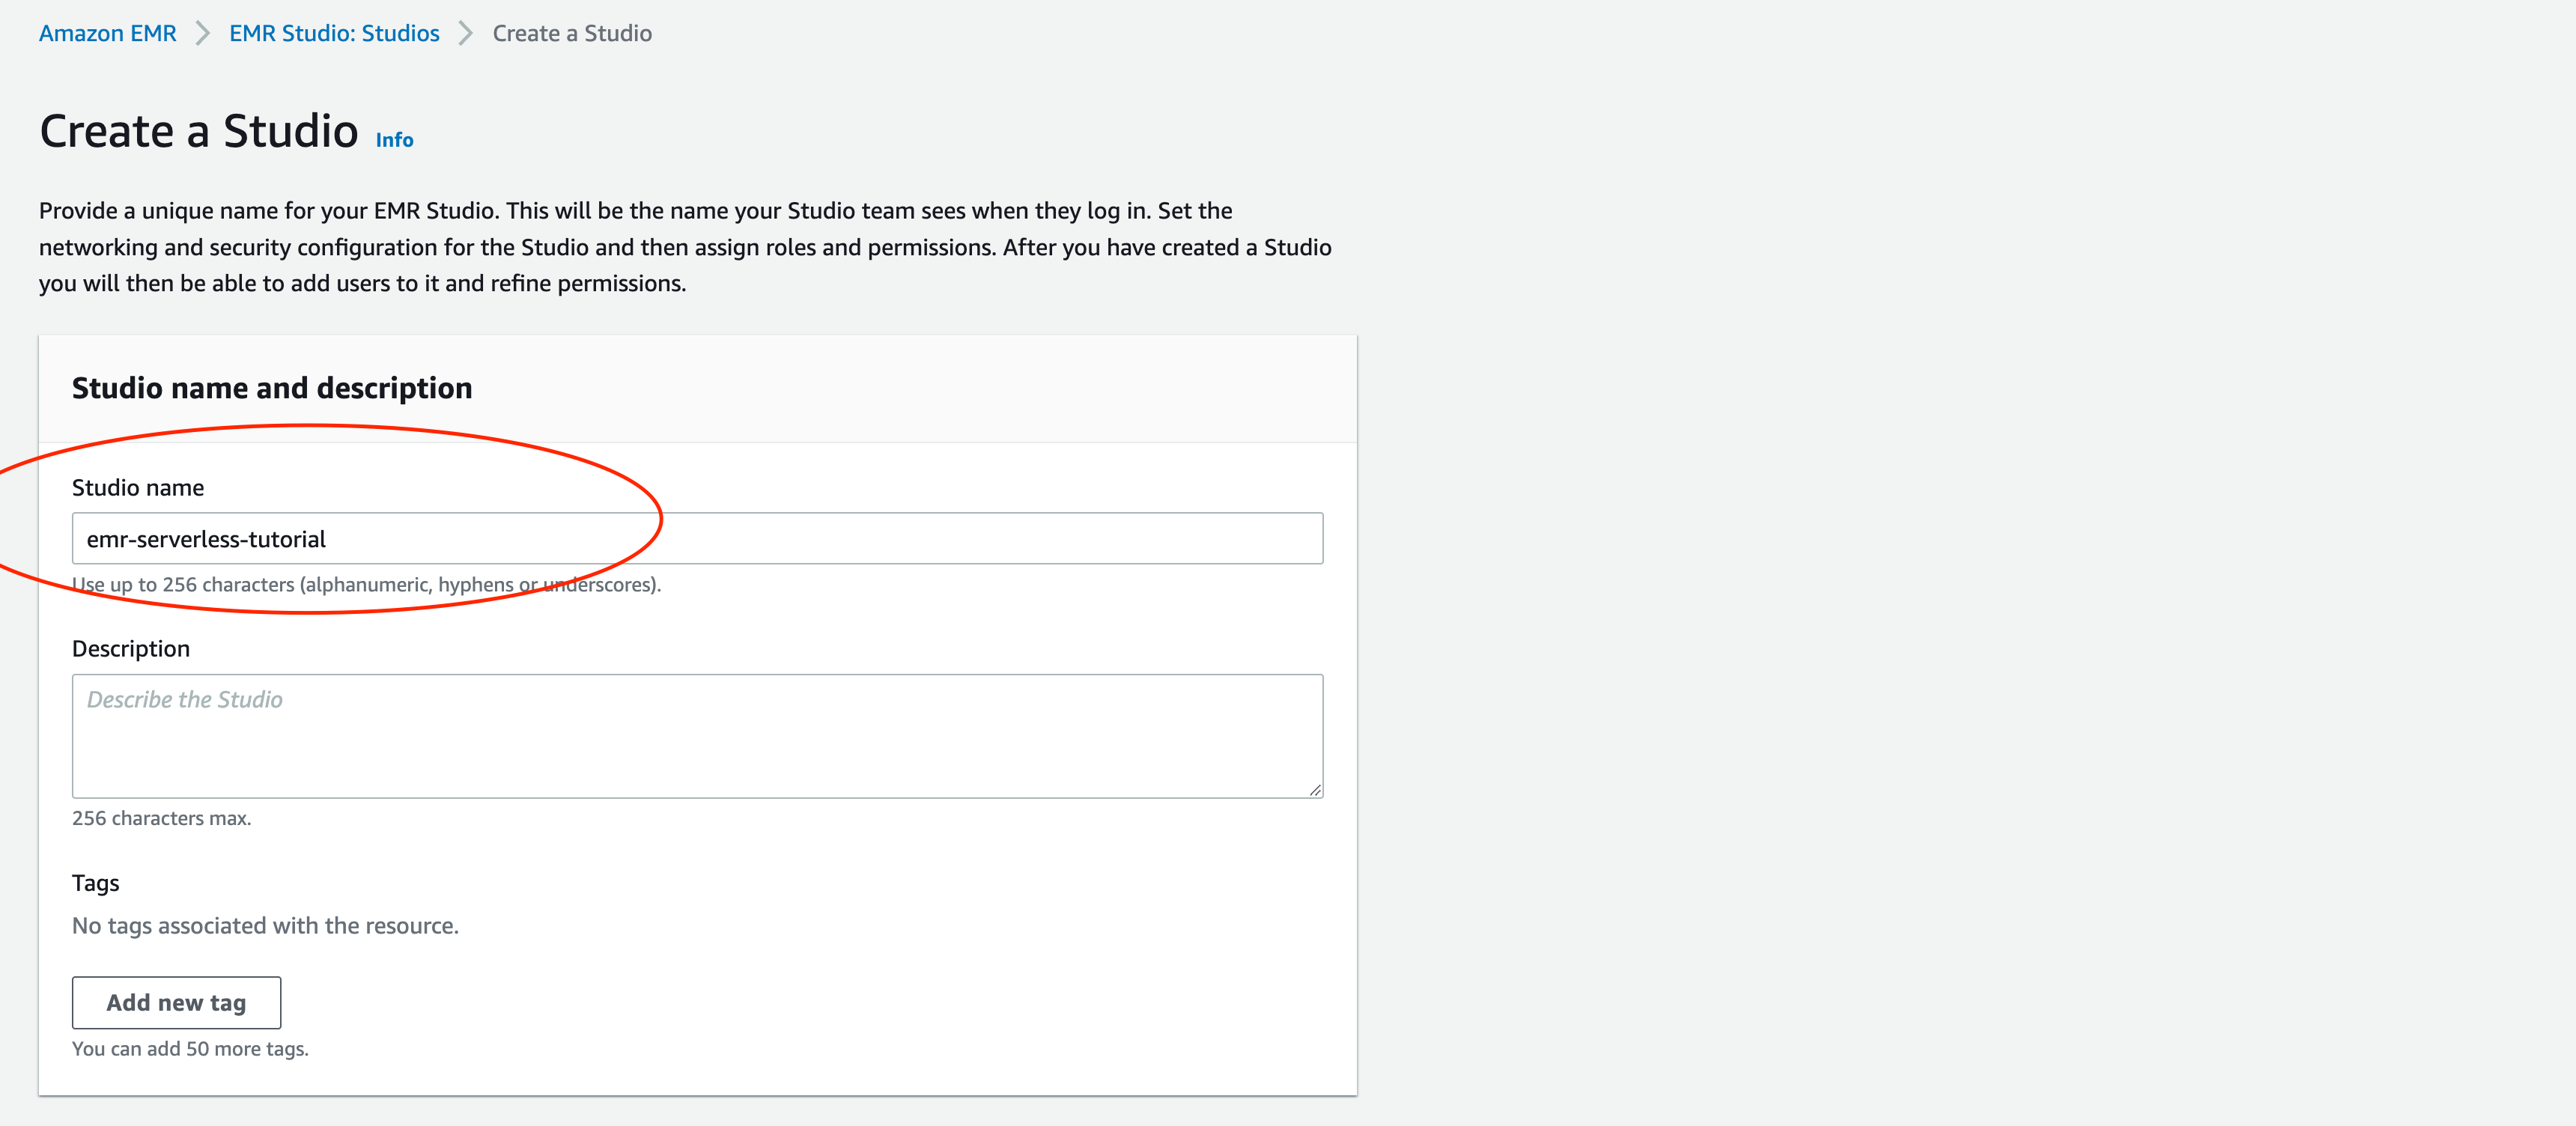 Amazon EMR > EMR Studio: Studios > Create a Studio
Create a Studio Info
Provide a unique name for your EMR Studio. This will be the name your Studio team sees when they log in. Set the
networking and security configuration for the Studio and then assign roles and permissions. After you have created a Studio
you will then be able to add users to it and refine permissions.
Studio name and description
Studio name
emr-serverless-tutorial
Use up to 256 characters (alphanumeric, hyphens or underscores).
Description
Describe the Studio
256 characters max.
Tags
No tags associated with the resource.
Add new tag
You can add 50 more tags.